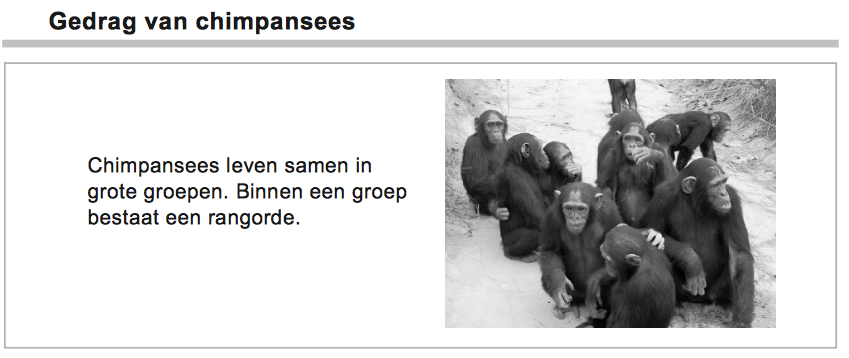 Gedrag van chimpansees
Chimpansees leven samen in
grote groepen. Binnen een groep
bestaat een rangorde.